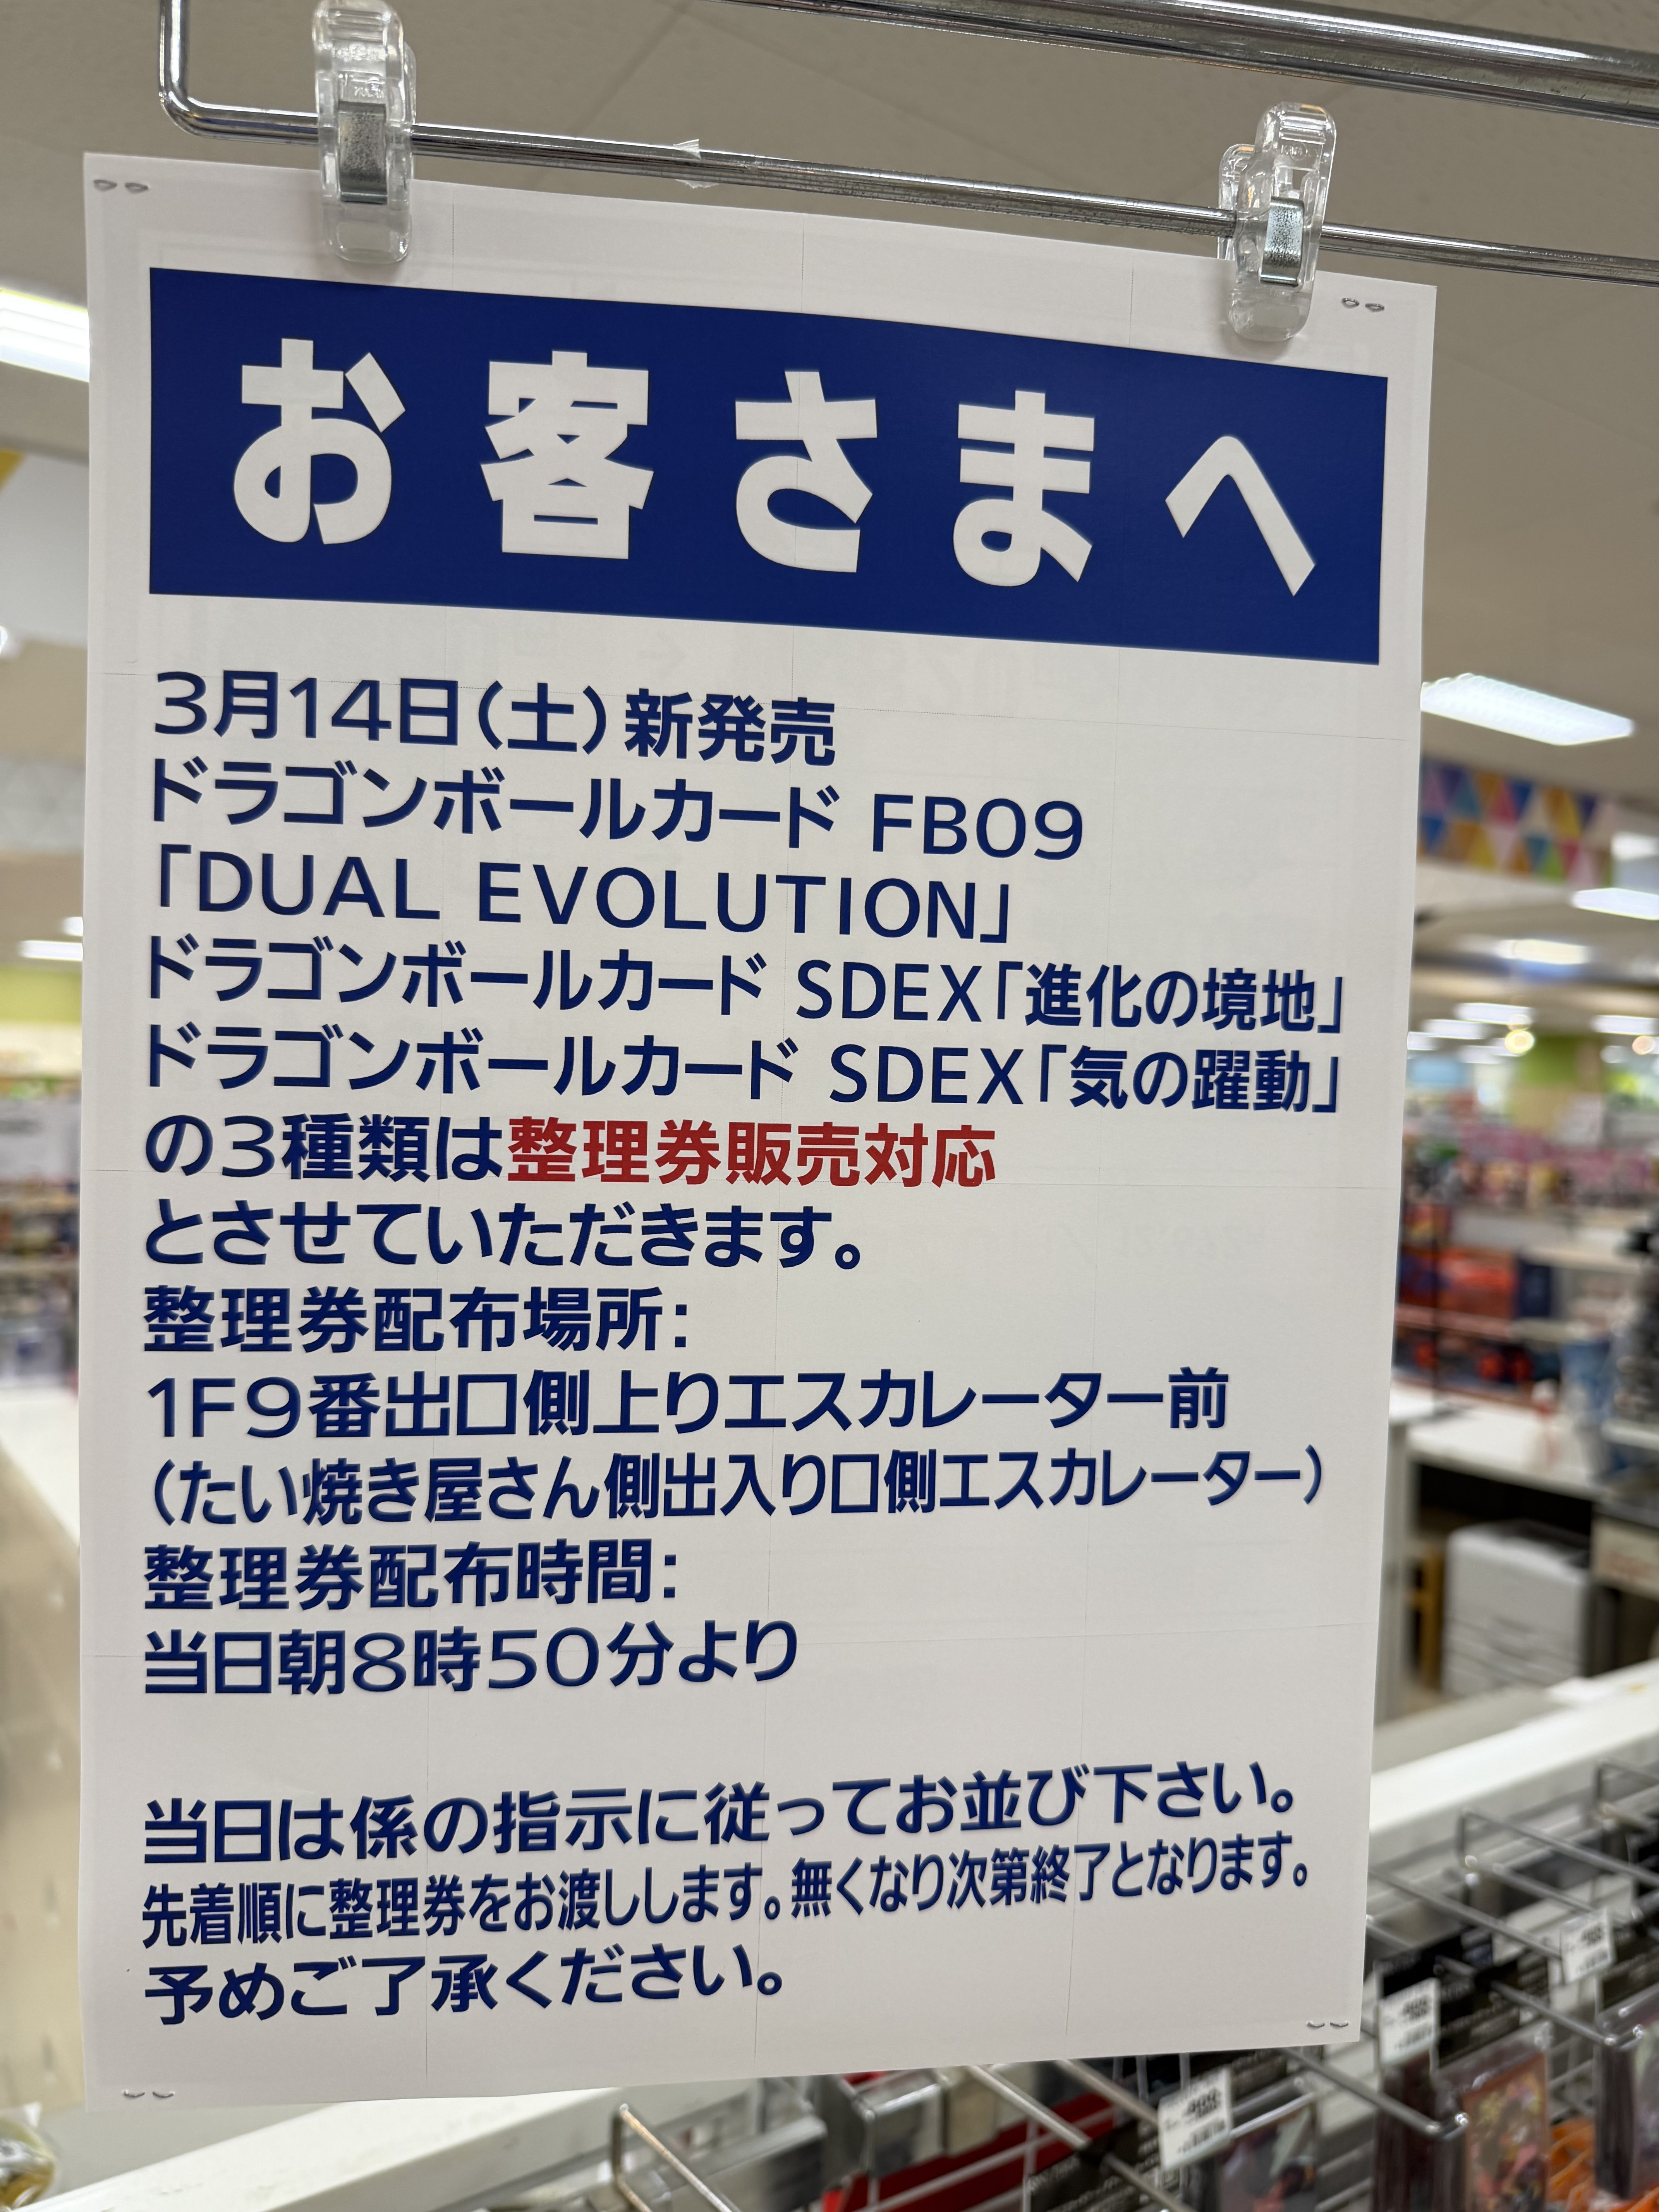 お客さまへ
3月14日(土)新発売
ドラゴンボールカード FB09
「DUAL EVOLUTION」
ドラゴンボールカード SDEX「進化の境地」
ドラゴンボールカード SDEX「気の躍動」
の3種類は整理券販売対応
とさせていただきます。
整理券配布場所:
1F9番出口側上りエスカレーター前
(たい焼き屋さん側出入り口側エスカレーター)
整理券配布時間:
当日朝8時50分より
当日は係の指示に従ってお並び下さい。
先着順に整理券をお渡しします。無くなり次第終了となります。
予めご了承ください。